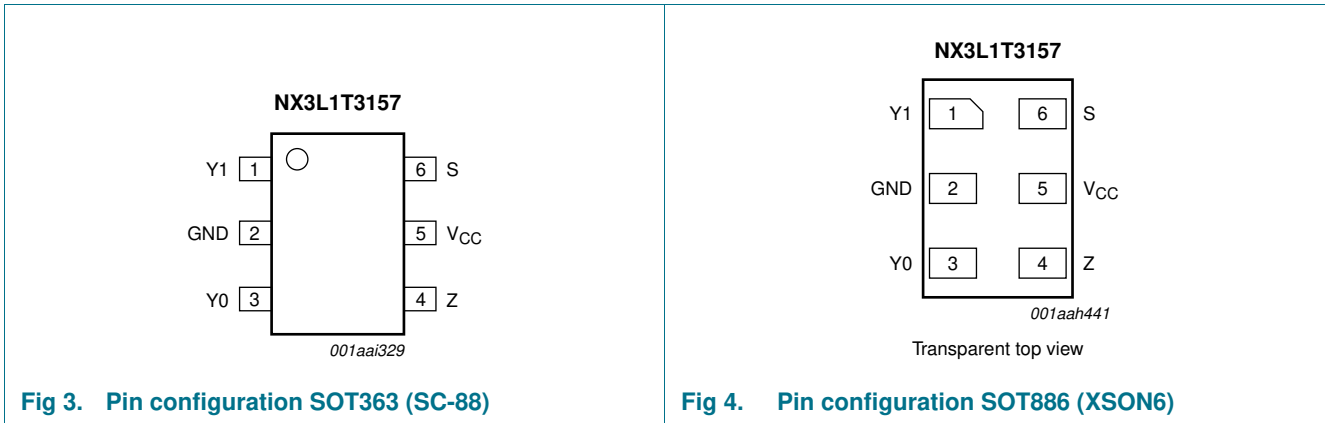 NX3L1T3157
Y1 1 6 S
GND 2 5 VCC
Y0 3 4 Z
001aai329
Fig 3. Pin configuration SOT363 (SC-88)
NX3L1T3157
Y1 1 6 S
GND 2 5 VCC
Y0 3 4 Z
001aah441
Transparent top view
Fig 4. Pin configuration SOT886 (XSON6)